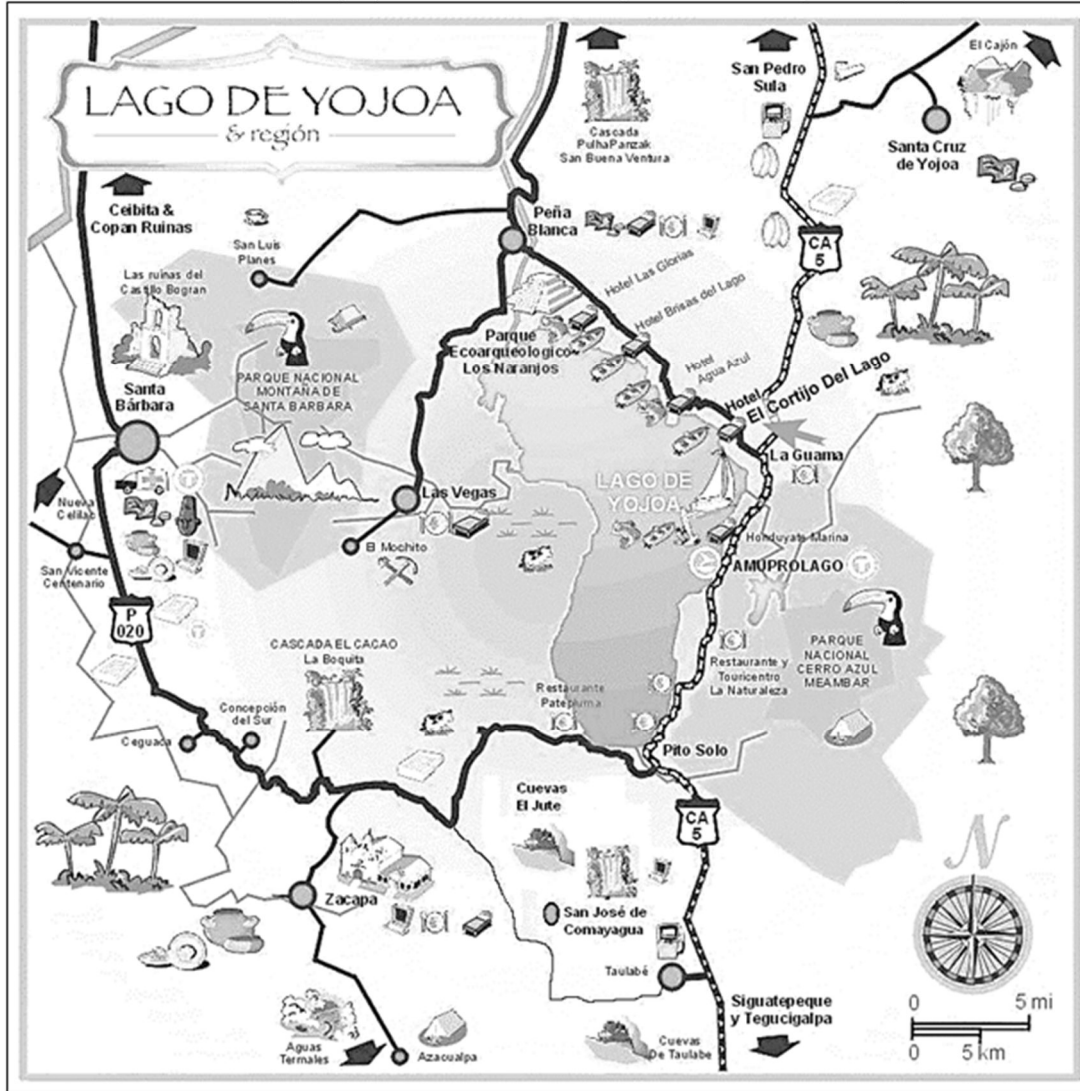 LAGO DE YOJOA
& región
San Pedro
Sula
El Cajón
Santa Cruz
de Yojoa
Cascada
PulhaPanzak
San Buena Ventura
Ceibita &
Copan Ruinas
San Luis
Planes
Peña
Blanca
CA
5
Las ruinas del
Castillo Bogran
Hotel Las Glorias
Hotel Brisas del Lago
Parque
Ecoarqueologico
Los Naranjos
Hotel
Agua Azul
Hotel
El Cortijo Del Lago
PARQUE NACIONAL
MONTAÑA DE
SANTA BARBARA
Santa
Bárbara
La Guama
LAGO DE
YOJOA
Las Vegas
Nueva
Celilac
El Mochito
Honduyate Marina
San Vicente
Centenario
AMUPROLAGO
P
020
PARQUE
NACIONAL
CERRO AZUL
MEAMBAR
CASCADA EL CACAO
La Boquita
Restaurante y
Touricentro
La Naturaleza
Restaurante
Patepluma
Concepción
del Sur
Ceguaca
Pito Solo
Cuevas
El Jute
CA
5
N
Zacapa
San José de
Comayagua
Taulabé
Siguatepeque
y Tegucigalpa
0 5 mi
0 5 km
Aguas
Termales
Azacualpa
Cuevas
De Taulabe